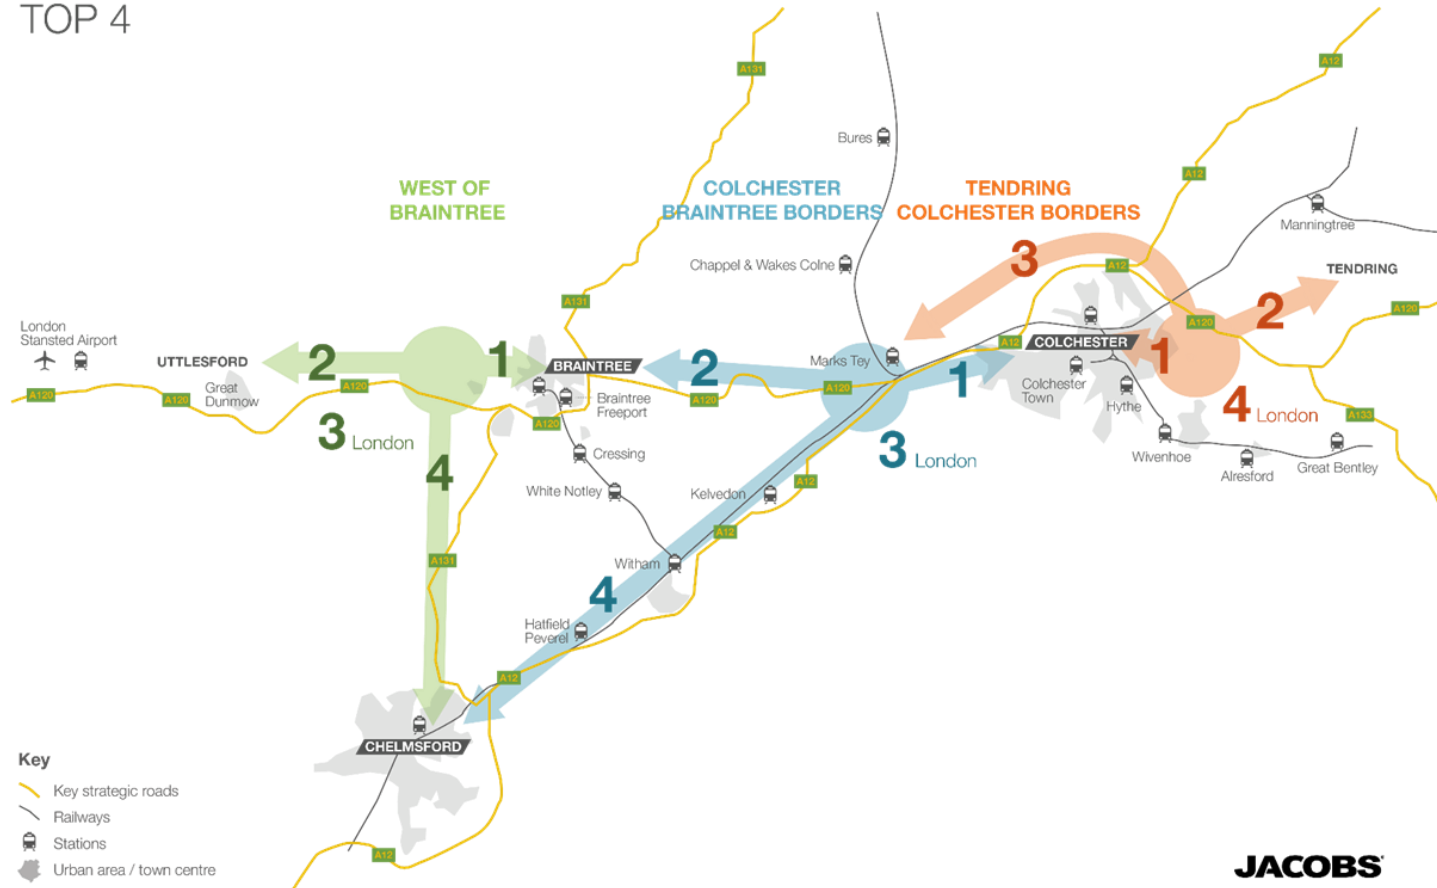 TOP 4
A131
A12
Bures
A12
WEST OF
BRAINTREE
COLCHESTER
BRAINTREE BORDERS
TENDRING
COLCHESTER BORDERS
Manningtree
3
Chappel & Wakes Colne
A12
TENDRING
A131
2
A120
A120
London
Stansted Airport
UTTLESFORD
2
1
BRAINTREE
2
Marks Tey
A12
COLCHESTER
1
1
Great
Dunmow
A120
A120
A120
A120
A120
Colchester
Town
Hythe
4 London
A133
Braintree
Freeport
A120
3 London
3 London
Cressing
4
White Notley
Kelvedon
A12
Wivenhoe
Alresford
Great Bentley
A12
A131
Witham
4
Hatfield
Peverel
A12
CHELMSFORD
Key
Key strategic roads
Railways
Stations
Urban area / town centre
A12
JACOBS